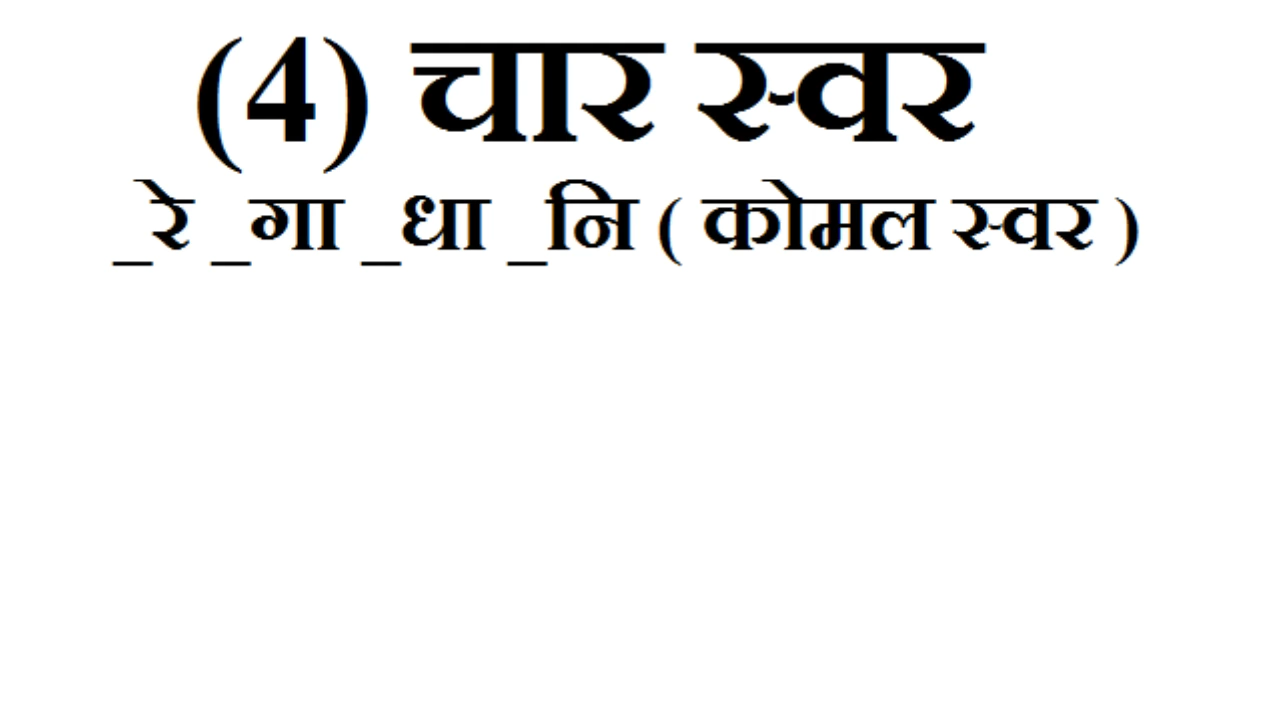 (4) चार स्वर
_रे _गा _धा _नि ( कोमल स्वर )